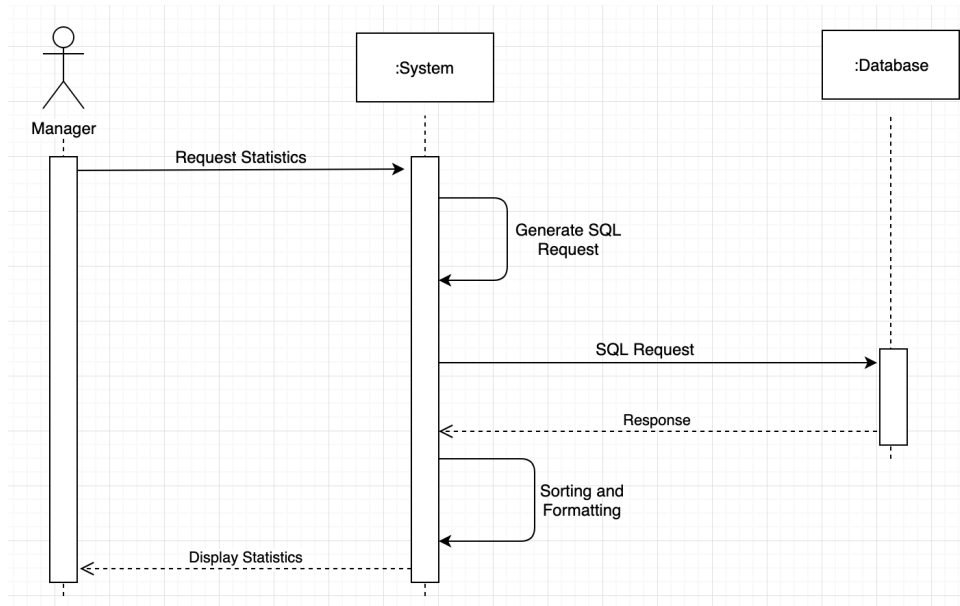 :System
:Database
Manager
Request Statistics
Generate SQL
Request
SQL Request
Response
Sorting and
Formatting
Display Statistics